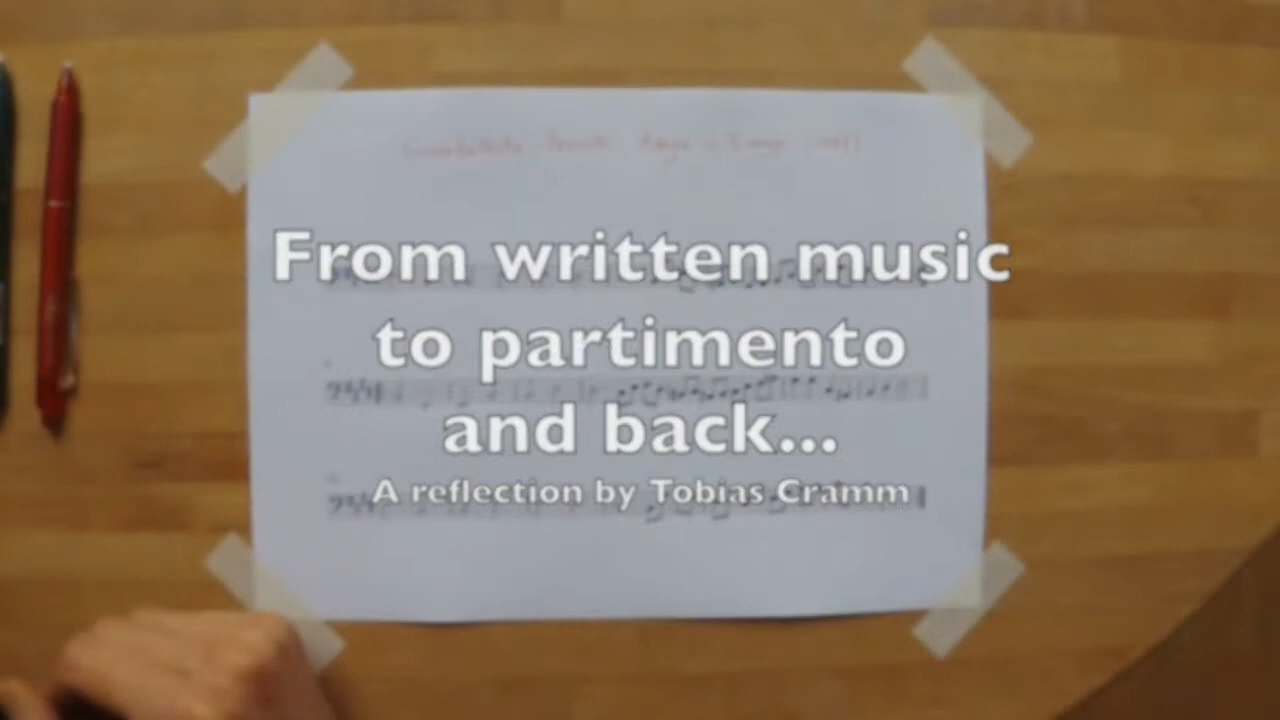 From written music
to partimento
and back...
A reflection by Tobias Cramm